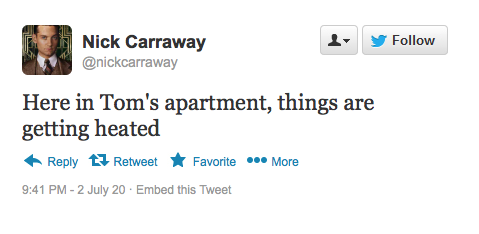 Nick Carraway
@nickcarraway
Follow
Here in Tom's apartment, things are
getting heated
Reply Retweet Favorite More
9:41 PM - 2 July 20 · Embed this Tweet